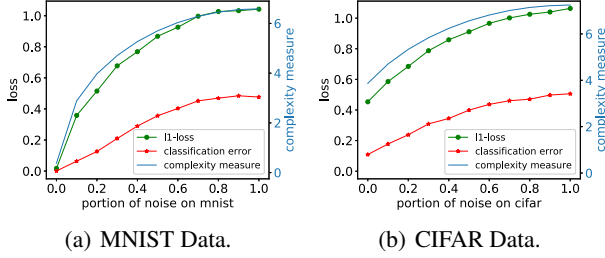 1.0
0.8
0.6
0.4
0.2
0.0
loss
6
4
2
0
complexity measure
l1-loss
classification error
complexity measure
0.0 0.2 0.4 0.6 0.8 1.0
portion of noise on mnist
(a) MNIST Data.
1.0
0.8
0.6
0.4
0.2
0.0
loss
6
4
2
0
complexity measure
l1-loss
classification error
complexity measure
0.0 0.2 0.4 0.6 0.8 1.0
portion of noise on cifar
(b) CIFAR Data.